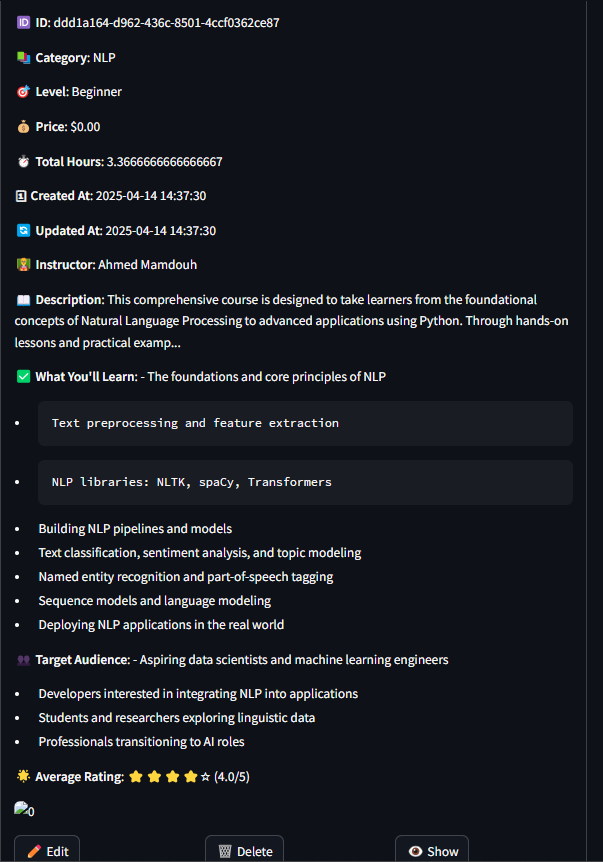 🆔 ID: ddd1a164-d962-436c-8501-4ccf0362ce87
📚 Category: NLP
🎯 Level: Beginner
💰 Price: $0.00
⏱️ Total Hours: 3.3666666666666667
🗓️ Created At: 2025-04-14 14:37:30
🔄 Updated At: 2025-04-14 14:37:30
👨‍🏫 Instructor: Ahmed Mamdouh
📖 Description: This comprehensive course is designed to take learners from the foundational
concepts of Natural Language Processing to advanced applications using Python. Through hands-on
lessons and practical examp...
✅ What You'll Learn: - The foundations and core principles of NLP
• Text preprocessing and feature extraction
• NLP libraries: NLTK, spaCy, Transformers
• Building NLP pipelines and models
• Text classification, sentiment analysis, and topic modeling
• Named entity recognition and part-of-speech tagging
• Sequence models and language modeling
• Deploying NLP applications in the real world
👥 Target Audience: - Aspiring data scientists and machine learning engineers
• Developers interested in integrating NLP into applications
• Students and researchers exploring linguistic data
• Professionals transitioning to AI roles
🌟 Average Rating: ⭐⭐⭐⭐☆ (4.0/5)
0
✏️ Edit 🗑️ Delete 👁️ Show